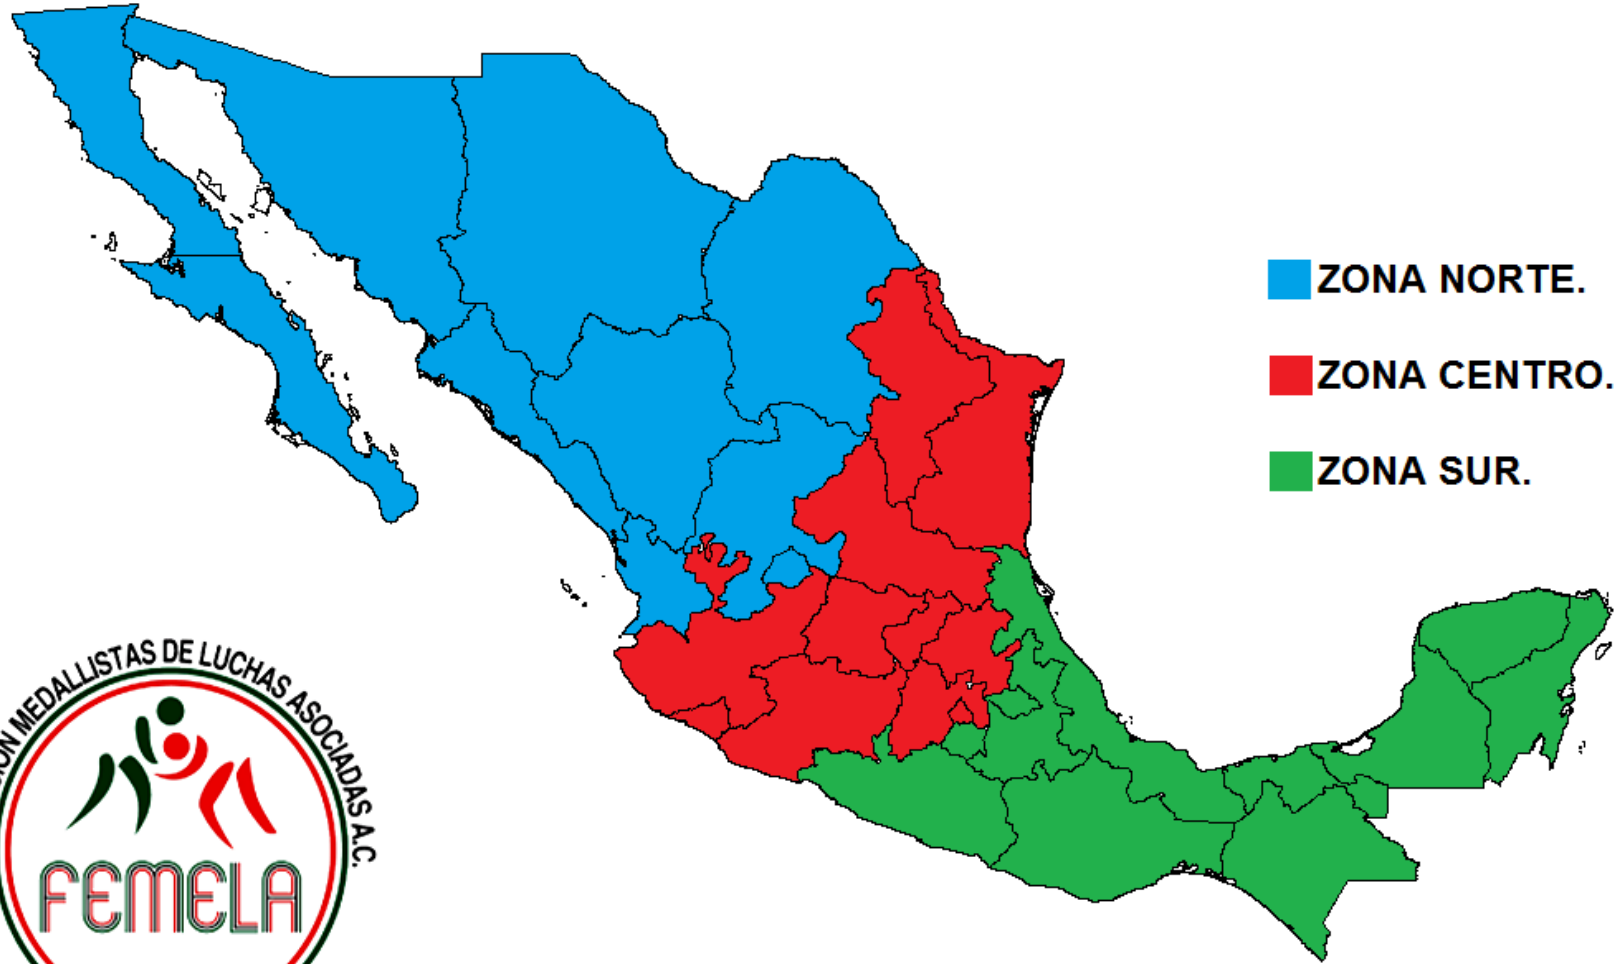 ZONA NORTE.
ZONA CENTRO.
ZONA SUR.
MEDALLISTAS DE LUCHAS ASOCIADAS A.C.
FEMELA